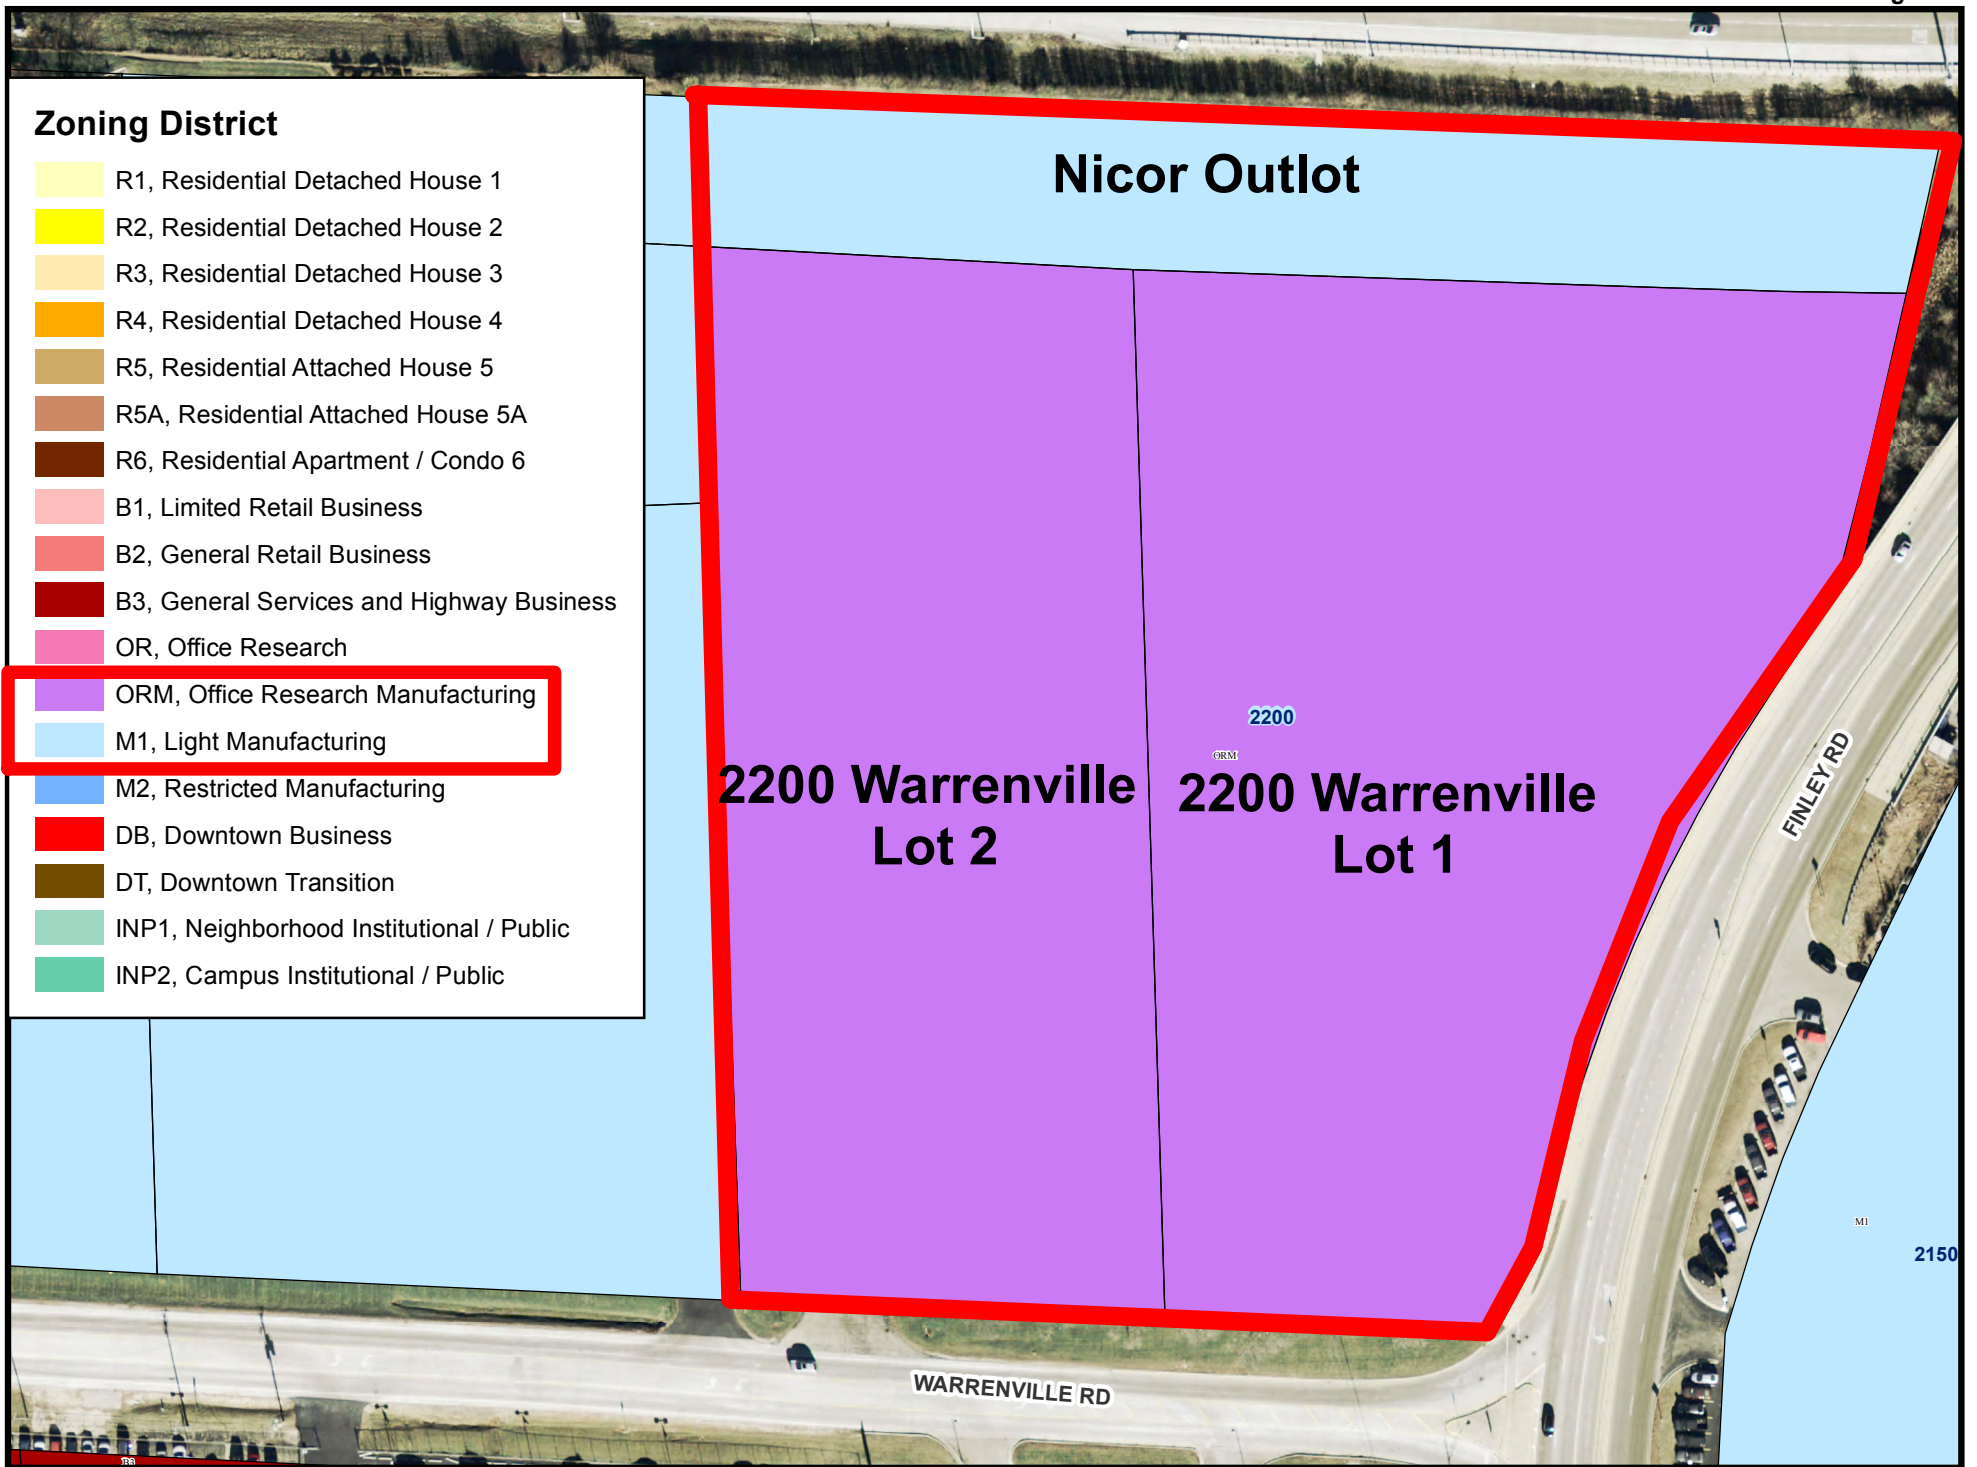 Zoning District
R1, Residential Detached House 1
R2, Residential Detached House 2
R3, Residential Detached House 3
R4, Residential Detached House 4
R5, Residential Attached House 5
R5A, Residential Attached House 5A
R6, Residential Apartment / Condo 6
B1, Limited Retail Business
B2, General Retail Business
B3, General Services and Highway Business
OR, Office Research
ORM, Office Research Manufacturing
M1, Light Manufacturing
M2, Restricted Manufacturing
DB, Downtown Business
DT, Downtown Transition
INP1, Neighborhood Institutional / Public
INP2, Campus Institutional / Public
Nicor Outlot
2200
ORM
2200 Warrenville
Lot 2
2200 Warrenville
Lot 1
FINLEY RD
M1
2150
WARRENVILLE RD
B3